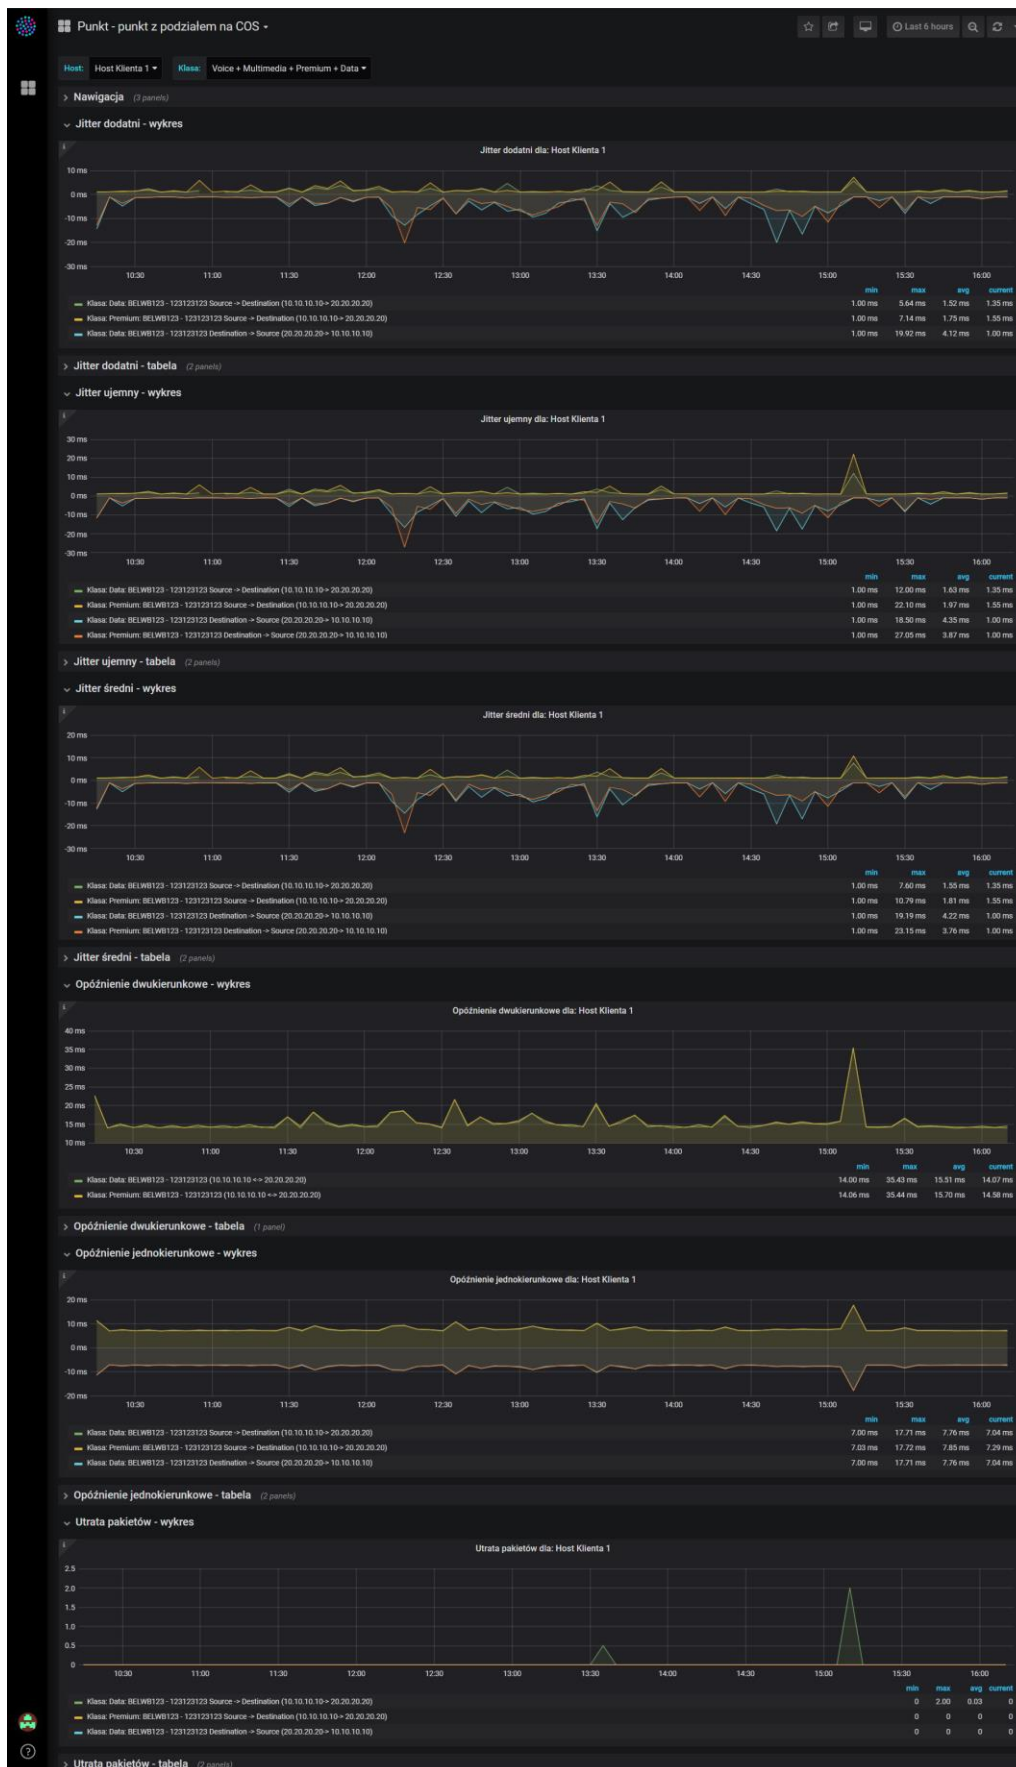 Punkt - punkt z podziałem na COS
Last 6 hours
Host: Host Klienta 1 Klasa: Voice + Multimedia + Premium + Data
Nawigacja (3 panels)
Jitter dodatni - wykres
Jitter dodatni dla: Host Klienta 1
10 ms
0 ms
-10 ms
-20 ms
-30 ms
10:30 11:00 11:30 12:00 12:30 13:00 13:30 14:00 14:30 15:00 15:30 16:00
min max avg current
Klasa: Data: BELWB123 - 123123123 Source -> Destination (10.10.10.10-> 20.20.20.20) 1.00 ms 5.64 ms 1.52 ms 1.35 ms
Klasa: Premium: BELWB123 - 123123123 Source -> Destination (10.10.10.10-> 20.20.20.20) 1.00 ms 7.14 ms 1.75 ms 1.55 ms
Klasa: Data: BELWB123 - 123123123 Destination -> Source (20.20.20.20-> 10.10.10.10) 1.00 ms 19.92 ms 4.12 ms 1.00 ms
Jitter dodatni - tabela (2 panels)
Jitter ujemny - wykres
Jitter ujemny dla: Host Klienta 1
30 ms
20 ms
10 ms
0 ms
-10 ms
-20 ms
-30 ms
10:30 11:00 11:30 12:00 12:30 13:00 13:30 14:00 14:30 15:00 15:30 16:00
min max avg current
Klasa: Data: BELWB123 - 123123123 Source -> Destination (10.10.10.10-> 20.20.20.20) 1.00 ms 12.00 ms 1.63 ms 1.35 ms
Klasa: Premium: BELWB123 - 123123123 Source -> Destination (10.10.10.10-> 20.20.20.20) 1.00 ms 22.10 ms 1.97 ms 1.55 ms
Klasa: Data: BELWB123 - 123123123 Destination -> Source (20.20.20.20-> 10.10.10.10) 1.00 ms 18.50 ms 4.35 ms 1.00 ms
Klasa: Premium: BELWB123 - 123123123 Destination -> Source (20.20.20.20-> 10.10.10.10) 1.00 ms 27.05 ms 3.87 ms 1.00 ms
Jitter ujemny - tabela (2 panels)
Jitter średni - wykres
Jitter średni dla: Host Klienta 1
20 ms
10 ms
0 ms
-10 ms
-20 ms
-30 ms
10:30 11:00 11:30 12:00 12:30 13:00 13:30 14:00 14:30 15:00 15:30 16:00
min max avg current
Klasa: Data: BELWB123 - 123123123 Source -> Destination (10.10.10.10-> 20.20.20.20) 1.00 ms 7.60 ms 1.55 ms 1.35 ms
Klasa: Premium: BELWB123 - 123123123 Source -> Destination (10.10.10.10-> 20.20.20.20) 1.00 ms 10.79 ms 1.81 ms 1.55 ms
Klasa: Data: BELWB123 - 123123123 Destination -> Source (20.20.20.20-> 10.10.10.10) 1.00 ms 19.19 ms 4.22 ms 1.00 ms
Klasa: Premium: BELWB123 - 123123123 Destination -> Source (20.20.20.20-> 10.10.10.10) 1.00 ms 23.15 ms 3.76 ms 1.00 ms
Jitter średni - tabela (2 panels)
Opóźnienie dwukierunkowe - wykres
Opóźnienie dwukierunkowe dla: Host Klienta 1
40 ms
35 ms
30 ms
25 ms
20 ms
15 ms
10 ms
10:30 11:00 11:30 12:00 12:30 13:00 13:30 14:00 14:30 15:00 15:30 16:00
min max avg current
Klasa: Data: BELWB123 - 123123123 (10.10.10.10 <-> 20.20.20.20) 14.00 ms 35.43 ms 15.51 ms 14.07 ms
Klasa: Premium: BELWB123 - 123123123 (10.10.10.10 <-> 20.20.20.20) 14.06 ms 35.44 ms 15.70 ms 14.58 ms
Opóźnienie dwukierunkowe - tabela (1 panel)
Opóźnienie jednokierunkowe - wykres
Opóźnienie jednokierunkowe dla: Host Klienta 1
20 ms
10 ms
0 ms
-10 ms
-20 ms
10:30 11:00 11:30 12:00 12:30 13:00 13:30 14:00 14:30 15:00 15:30 16:00
min max avg current
Klasa: Data: BELWB123 - 123123123 Source -> Destination (10.10.10.10-> 20.20.20.20) 7.00 ms 17.71 ms 7.76 ms 7.04 ms
Klasa: Premium: BELWB123 - 123123123 Source -> Destination (10.10.10.10-> 20.20.20.20) 7.03 ms 17.72 ms 7.85 ms 7.29 ms
Klasa: Data: BELWB123 - 123123123 Destination -> Source (20.20.20.20-> 10.10.10.10) 7.00 ms 17.71 ms 7.76 ms 7.04 ms
Opóźnienie jednokierunkowe - tabela (2 panels)
Utrata pakietów - wykres
Utrata pakietów dla: Host Klienta 1
2.5
2.0
1.5
1.0
0.5
0
10:30 11:00 11:30 12:00 12:30 13:00 13:30 14:00 14:30 15:00 15:30 16:00
min max avg current
Klasa: Data: BELWB123 - 123123123 Source -> Destination (10.10.10.10-> 20.20.20.20) 0 2.00 0.03 0
Klasa: Premium: BELWB123 - 123123123 Source -> Destination (10.10.10.10-> 20.20.20.20) 0 0 0 0
Klasa: Data: BELWB123 - 123123123 Destination -> Source (20.20.20.20-> 10.10.10.10) 0 0 0 0
Utrata pakietów - tabela (2 panels)